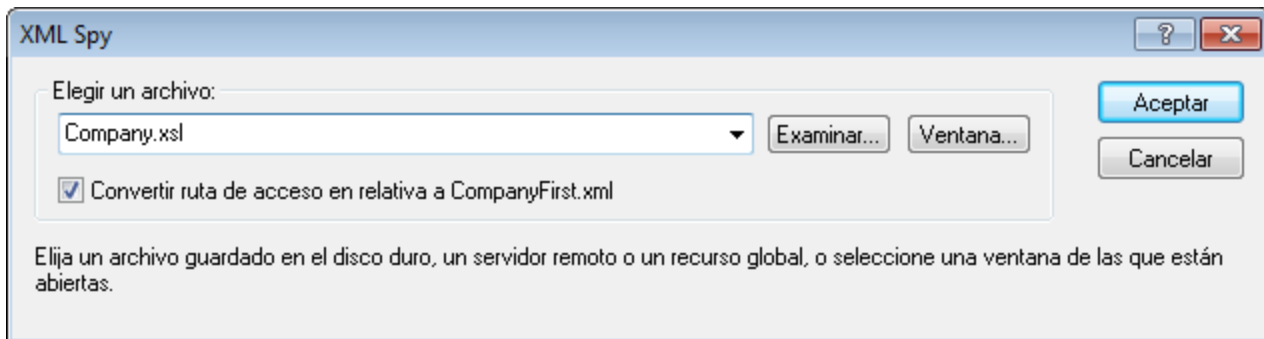 XML Spy
Elegir un archivo:
Company.xsl
Examinar...
Ventana...
Aceptar
Cancelar
Convertir ruta de acceso en relativa a CompanyFirst.xml
Elija un archivo guardado en el disco duro, un servidor remoto o un recurso global, o seleccione una ventana de las que están
abiertas.